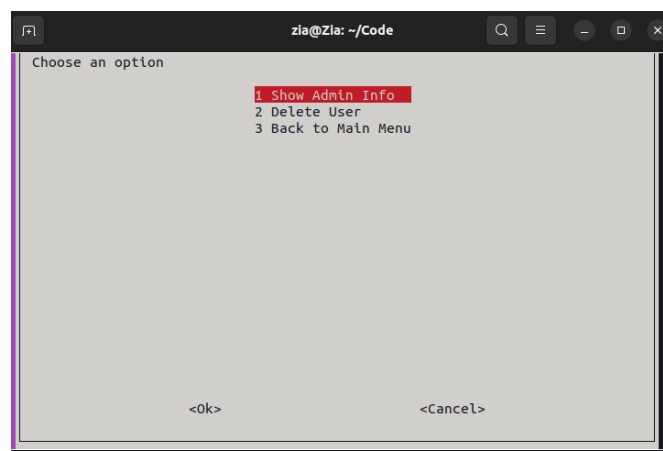 zia@Zia: ~/Code
Choose an option
1 Show Admin Info
2 Delete User
3 Back to Main Menu
<Ok> <Cancel>